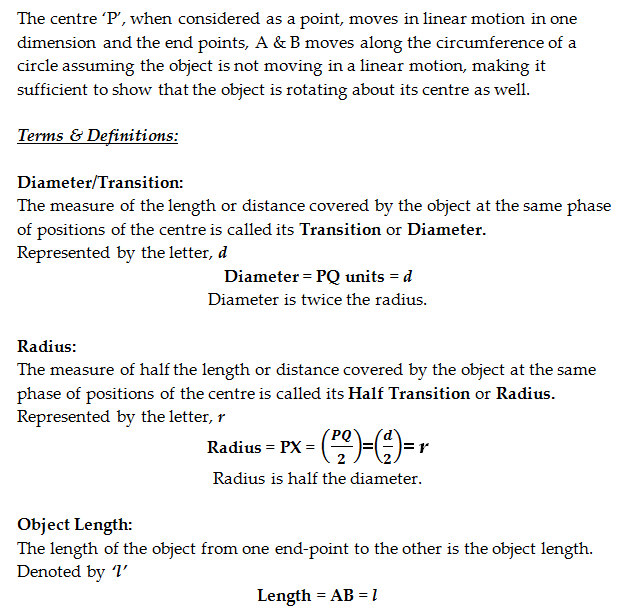 The centre ‘P’, when considered as a point, moves in linear motion in one
dimension and the end points, A & B moves along the circumference of a
circle assuming the object is not moving in a linear motion, making it
sufficient to show that the object is rotating about its centre as well.
Terms & Definitions:
Diameter/Transition:
The measure of the length or distance covered by the object at the same phase
of positions of the centre is called its Transition or Diameter.
Represented by the letter, d
Diameter = PQ units = d
Diameter is twice the radius.
Radius:
The measure of half the length or distance covered by the object at the same
phase of positions of the centre is called its Half Transition or Radius.
Represented by the letter, r
Radius = PX = (PQ/2)=(d/2)= r
Radius is half the diameter.
Object Length:
The length of the object from one end-point to the other is the object length.
Denoted by ‘l’
Length = AB = l